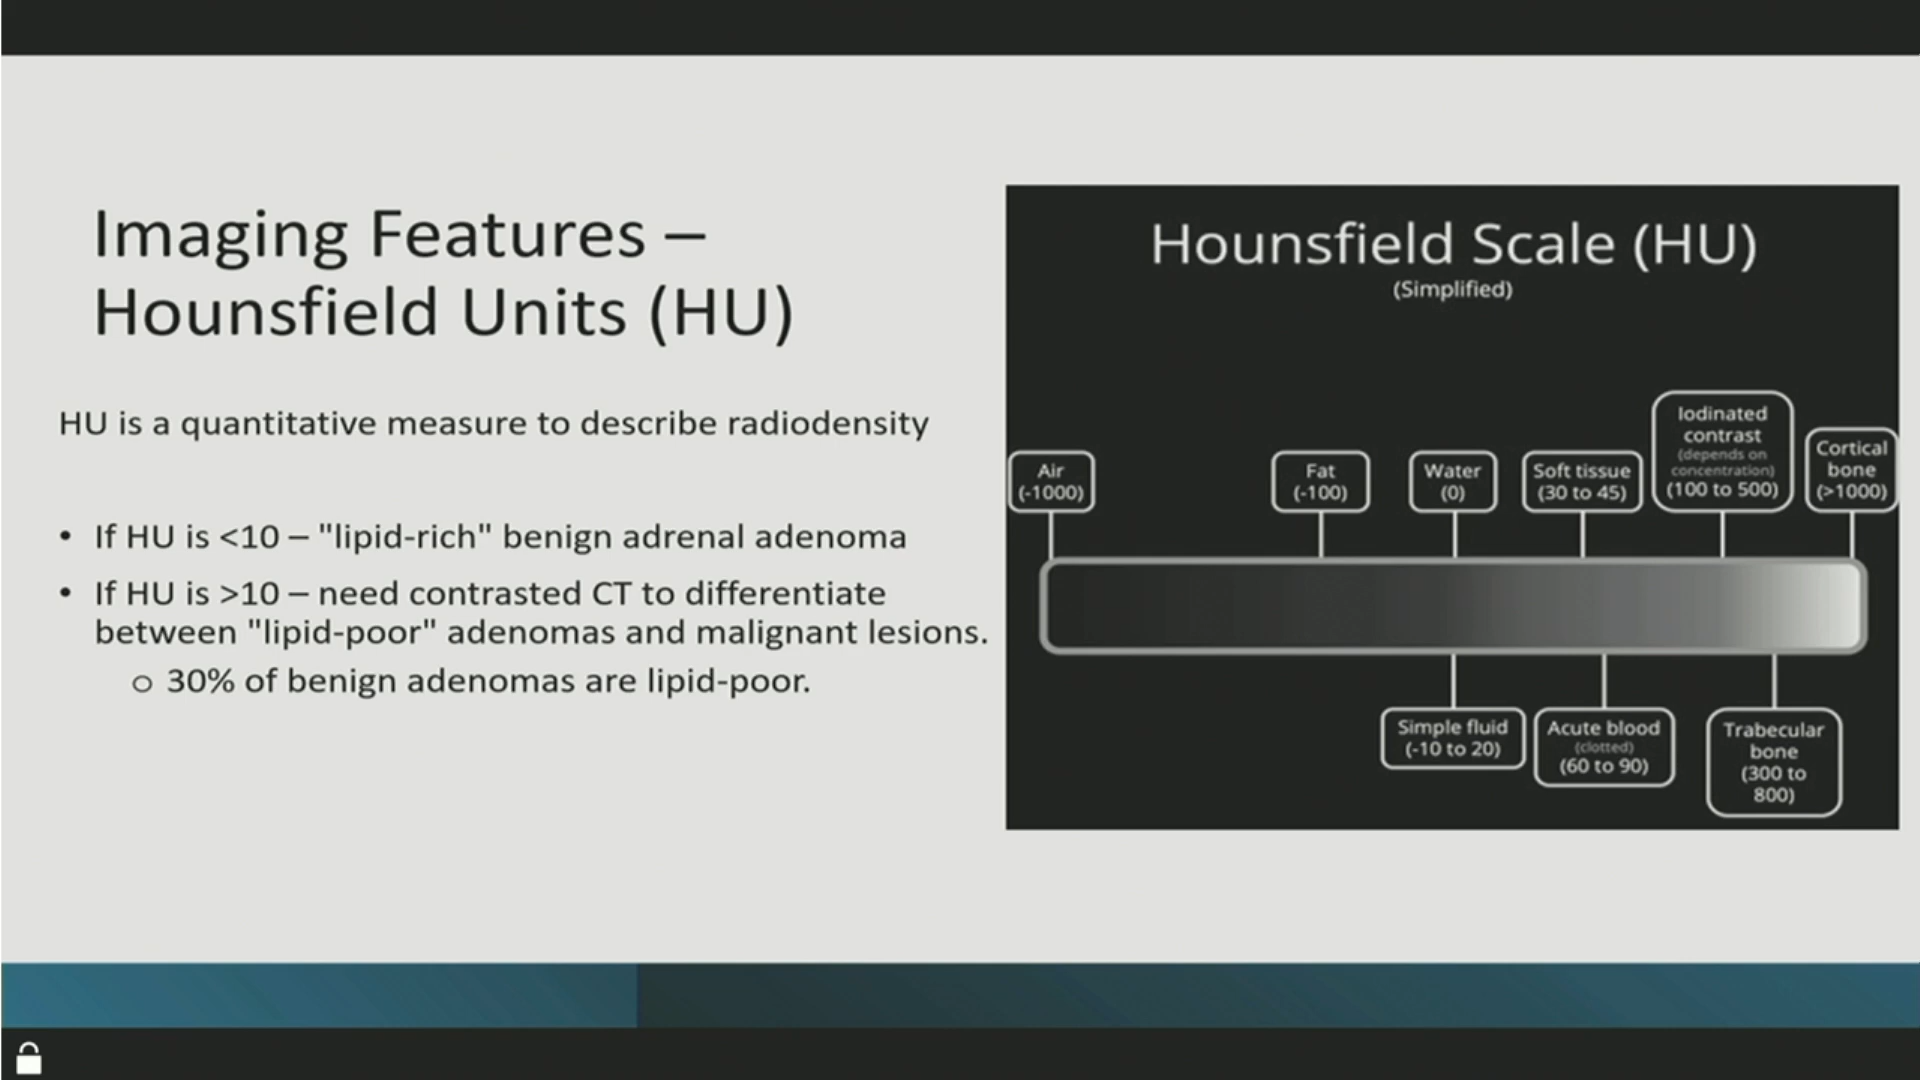 Imaging Features –
Hounsfield Units (HU)
HU is a quantitative measure to describe radiodensity
• If HU is <10 – "lipid-rich" benign adrenal adenoma
• If HU is >10 – need contrasted CT to differentiate
between "lipid-poor" adenomas and malignant lesions.
o 30% of benign adenomas are lipid-poor.
Hounsfield Scale (HU)
(Simplified)
Air
(-1000)
Fat
(-100)
Water
(0)
Soft tissue
(30 to 45)
Iodinated
contrast
(depends on
concentration)
(100 to 500)
Cortical
bone
(>1000)
Simple fluid
(-10 to 20)
Acute blood
(clotted)
(60 to 90)
Trabecular
bone
(300 to
800)